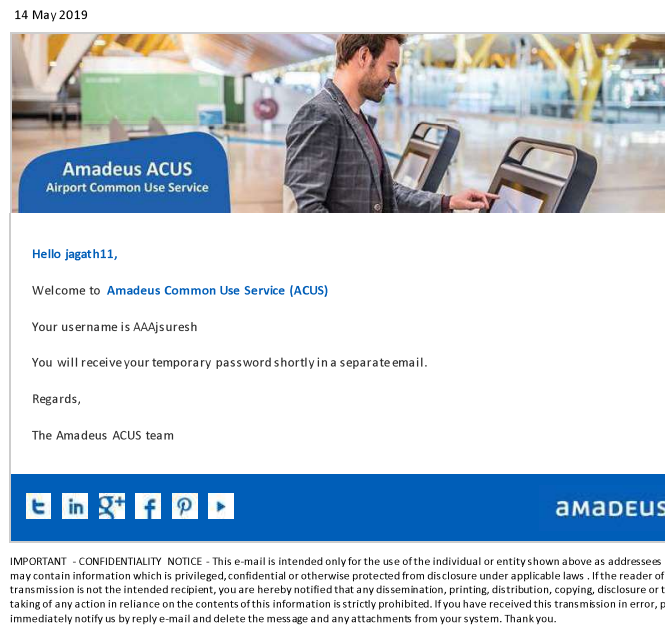 14 May 2019
Amadeus ACUS
Airport Common Use Service
Hello jagath11,
Welcome to Amadeus Common Use Service (ACUS)
Your username is AAAjsuresh
You will receive your temporary password shortly in a separate email.
Regards,
The Amadeus ACUS team
amadeus
IMPORTANT - CONFIDENTIALITY NOTICE - This e-mail is intended only for the use of the individual or entity shown above as addressees
may contain information which is privileged, confidential or otherwise protected from disclosure under applicable laws . If the reader of
transmission is not the intended recipient, you are hereby notified that any dissemination, printing, distribution, copying, disclosure or t
taking of any action in reliance on the contents of this information is strictly prohibited. If you have received this transmission in error, p
immediately notify us by reply e-mail and delete the message and any attachments from your system. Thank you.